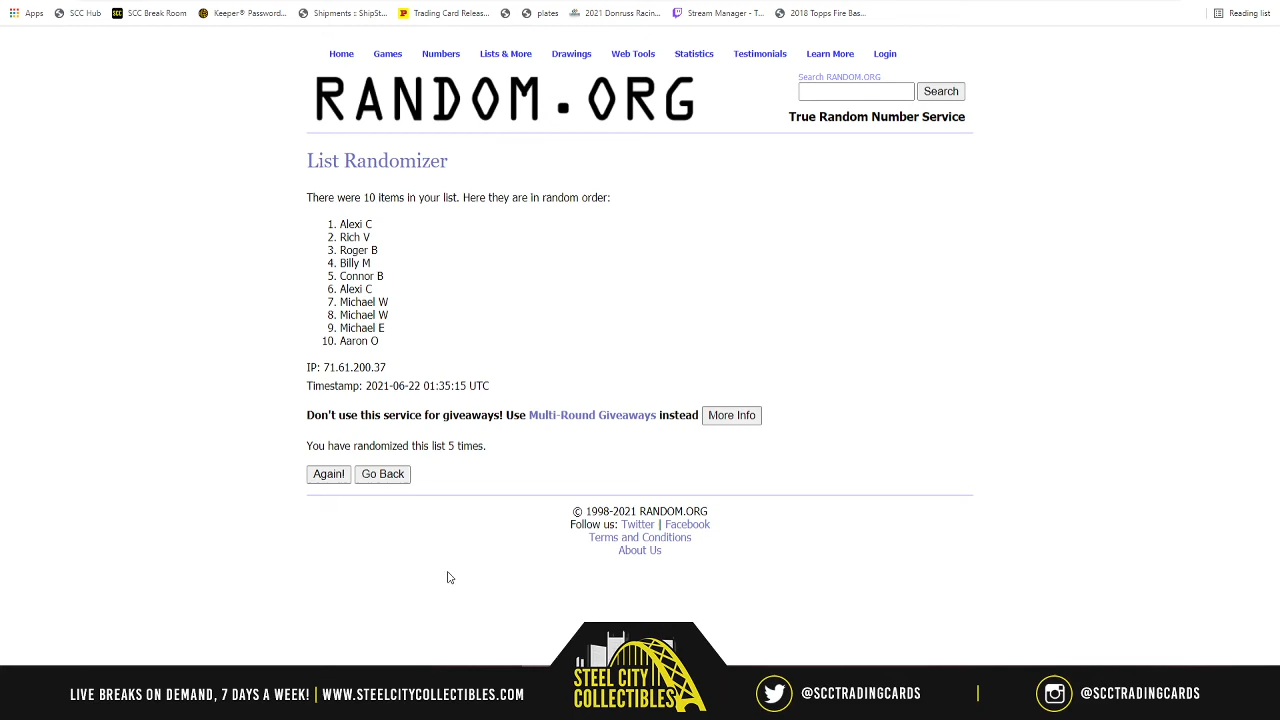 Apps SCC Hub SCC Break Room Keeper® Password... Shipments :: ShipSt... Trading Card Releas... plates 2021 Donruss Racin... Stream Manager - T... 2018 Topps Fire Bas... Reading list
Home Games Numbers Lists & More Drawings Web Tools Statistics Testimonials Learn More Login
RANDOM.ORG
Search RANDOM.ORG
Search
True Random Number Service
List Randomizer
There were 10 items in your list. Here they are in random order:
1. Alexi C
2. Rich V
3. Roger B
4. Billy M
5. Connor B
6. Alexi C
7. Michael W
8. Michael W
9. Michael E
10. Aaron O
IP: 71.61.200.37
Timestamp: 2021-06-22 01:35:15 UTC
Don't use this service for giveaways! Use Multi-Round Giveaways instead More Info
You have randomized this list 5 times.
Again! Go Back
© 1998-2021 RANDOM.ORG
Follow us: Twitter | Facebook
Terms and Conditions
About Us
LIVE BREAKS ON DEMAND, 7 DAYS A WEEK! | WWW.STEELCITYCOLLECTIBLES.COM
STEEL CITY
COLLECTIBLES
@SCCTRADINGCARDS | @SCCTRADINGCARDS